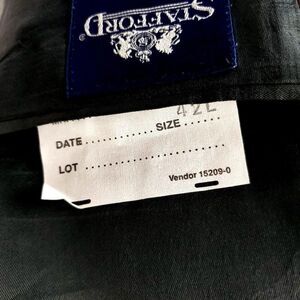 STAFFORD
42L
DATE ............ SIZE .......
LOT ........................
Vendor 15209-0